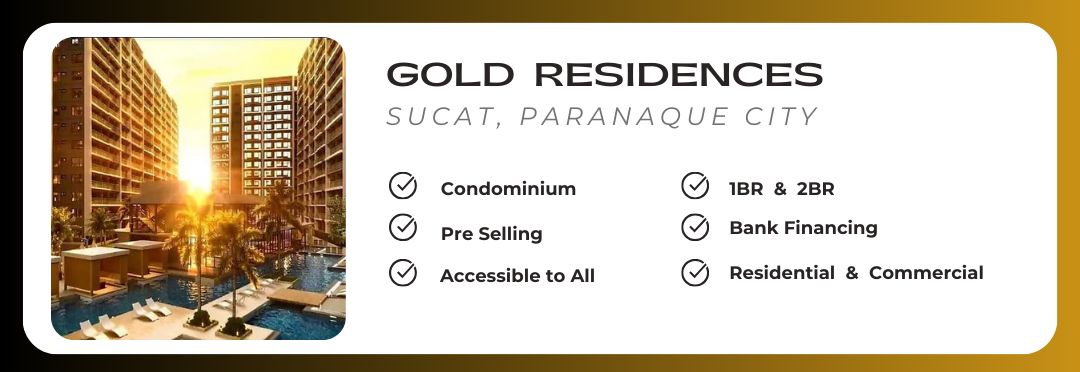 GOLD RESIDENCES
SUCAT, PARANAQUE CITY
Condominium
Pre Selling
Accessible to All
1BR & 2BR
Bank Financing
Residential & Commercial